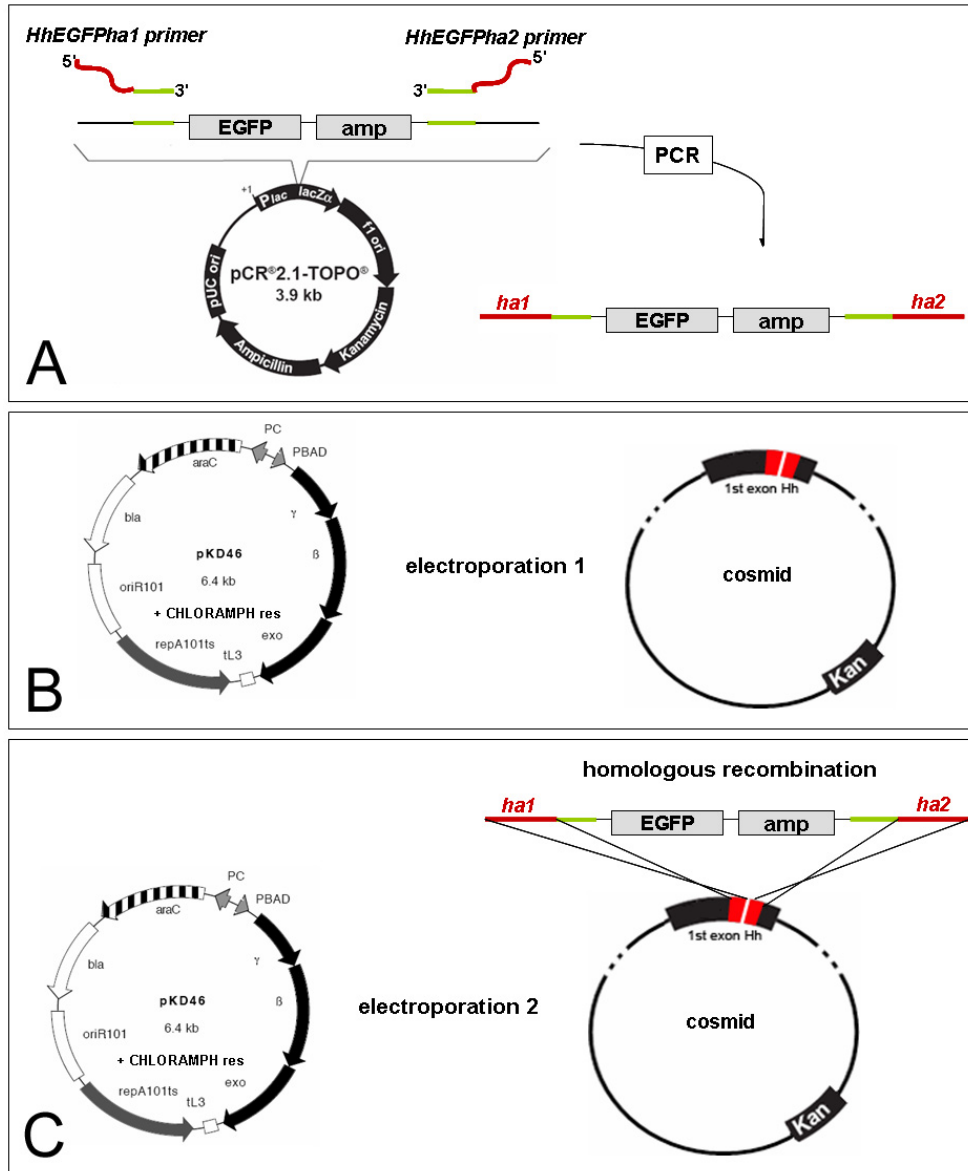 HhEGFPha1 primer
HhEGFPha2 primer
5'
3'
5'
3'
EGFP
amp
PCR
+1
Plac
lacZα
f1 ori
Kanamycin
Ampicillin
pUC ori
pCR®2.1-TOPO®
3.9 kb
ha1
EGFP
amp
ha2
A
PC
PBAD
araC
γ
bla
pKD46
ß
6.4 kb
oriR101
+ CHLORAMPH res
repA101ts
tL3
exo
electroporation 1
1st exon Hh
cosmid
Kan
B
homologous recombination
ha1
EGFP
amp
ha2
PC
PBAD
araC
γ
bla
pKD46
ß
6.4 kb
oriR101
+ CHLORAMPH res
repA101ts
tL3
exo
electroporation 2
1st exon Hh
cosmid
Kan
C